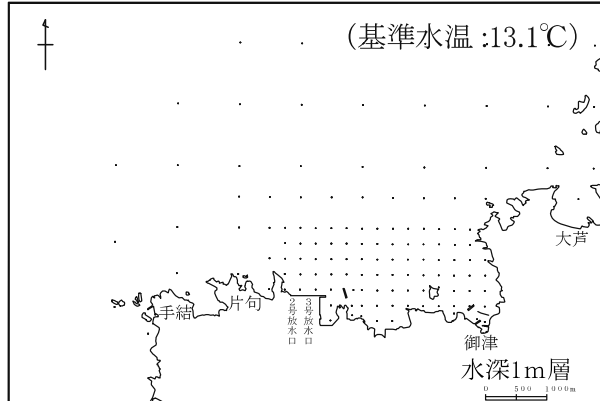 （基準水温 :13.1℃）
大芦
片句
手結
2号放水口
3号放水口
御津
水深1m層
0 500 1000m